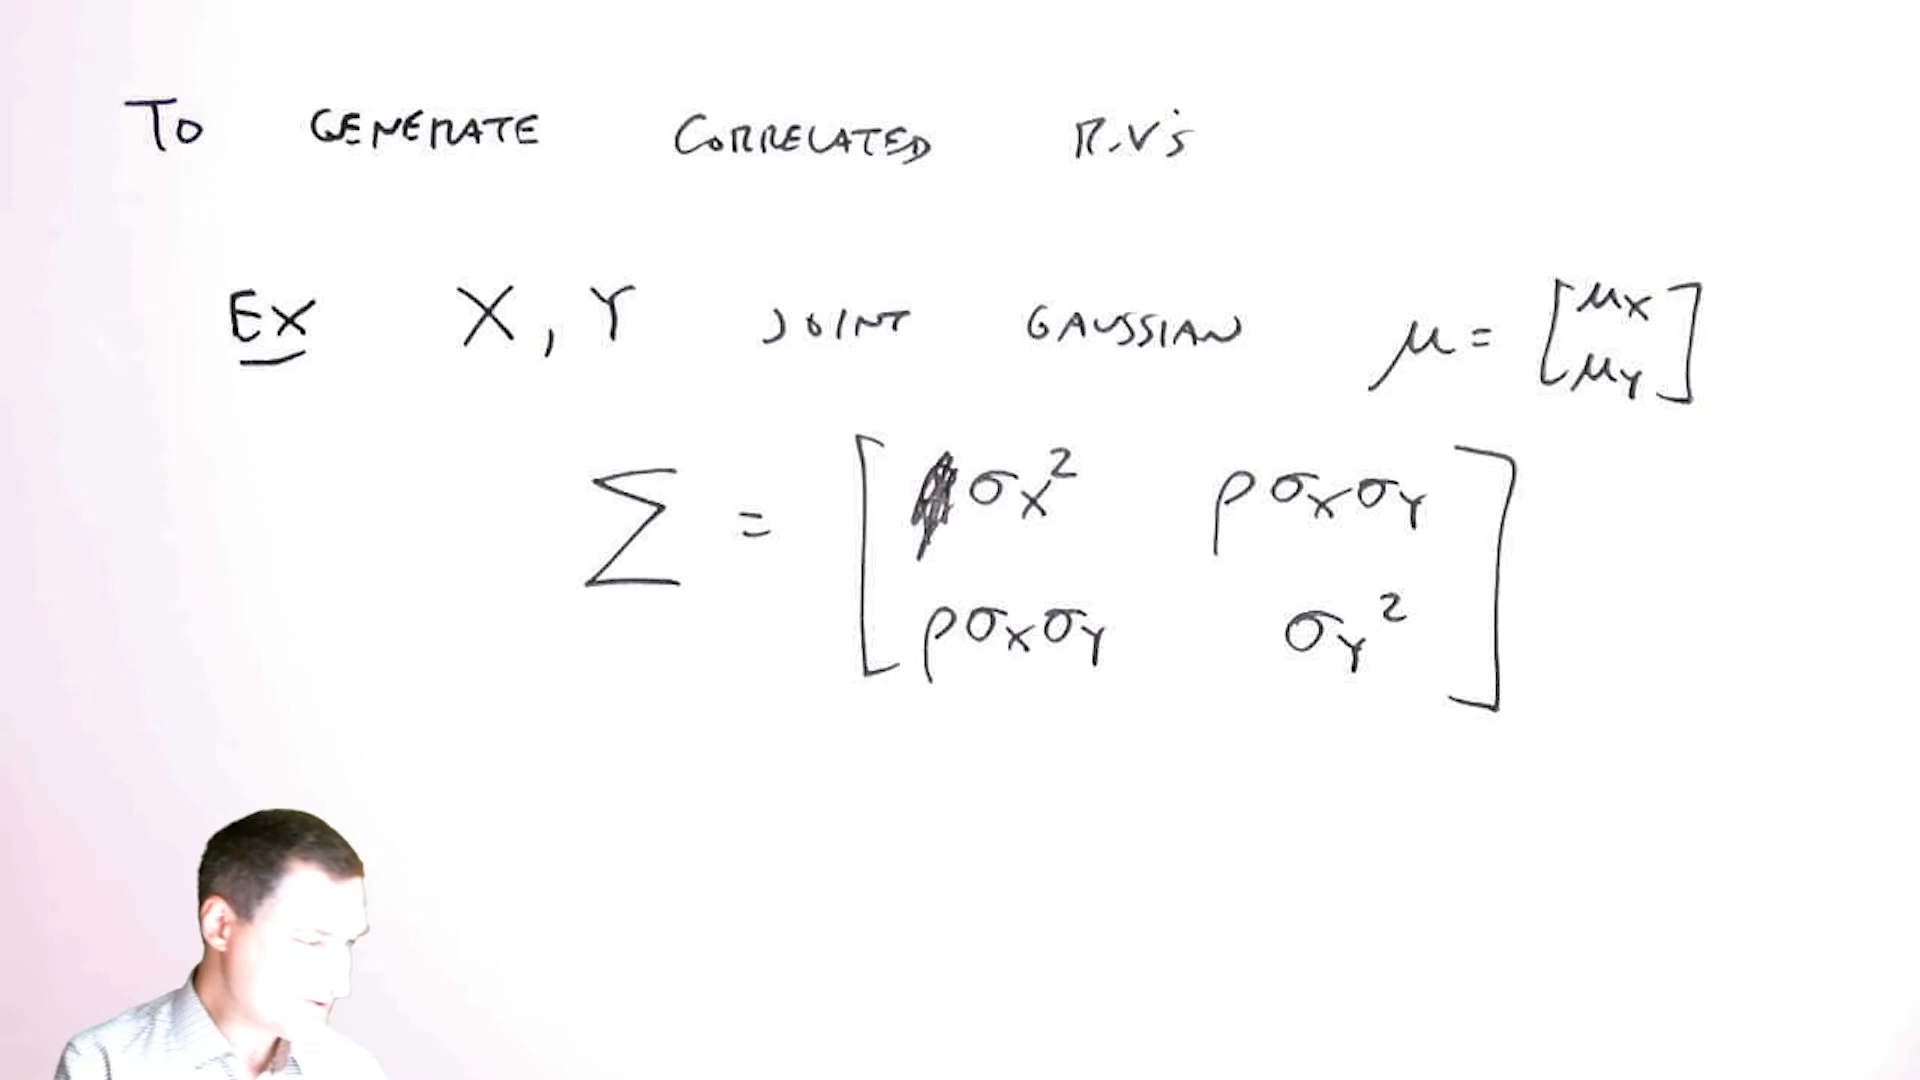 TO GENERATE CORRELATED R.V'S
EX X, Y JOINT GAUSSIAN μ = [μX
μY]
Σ = [σX² ρσXσY
ρσXσY σY²]